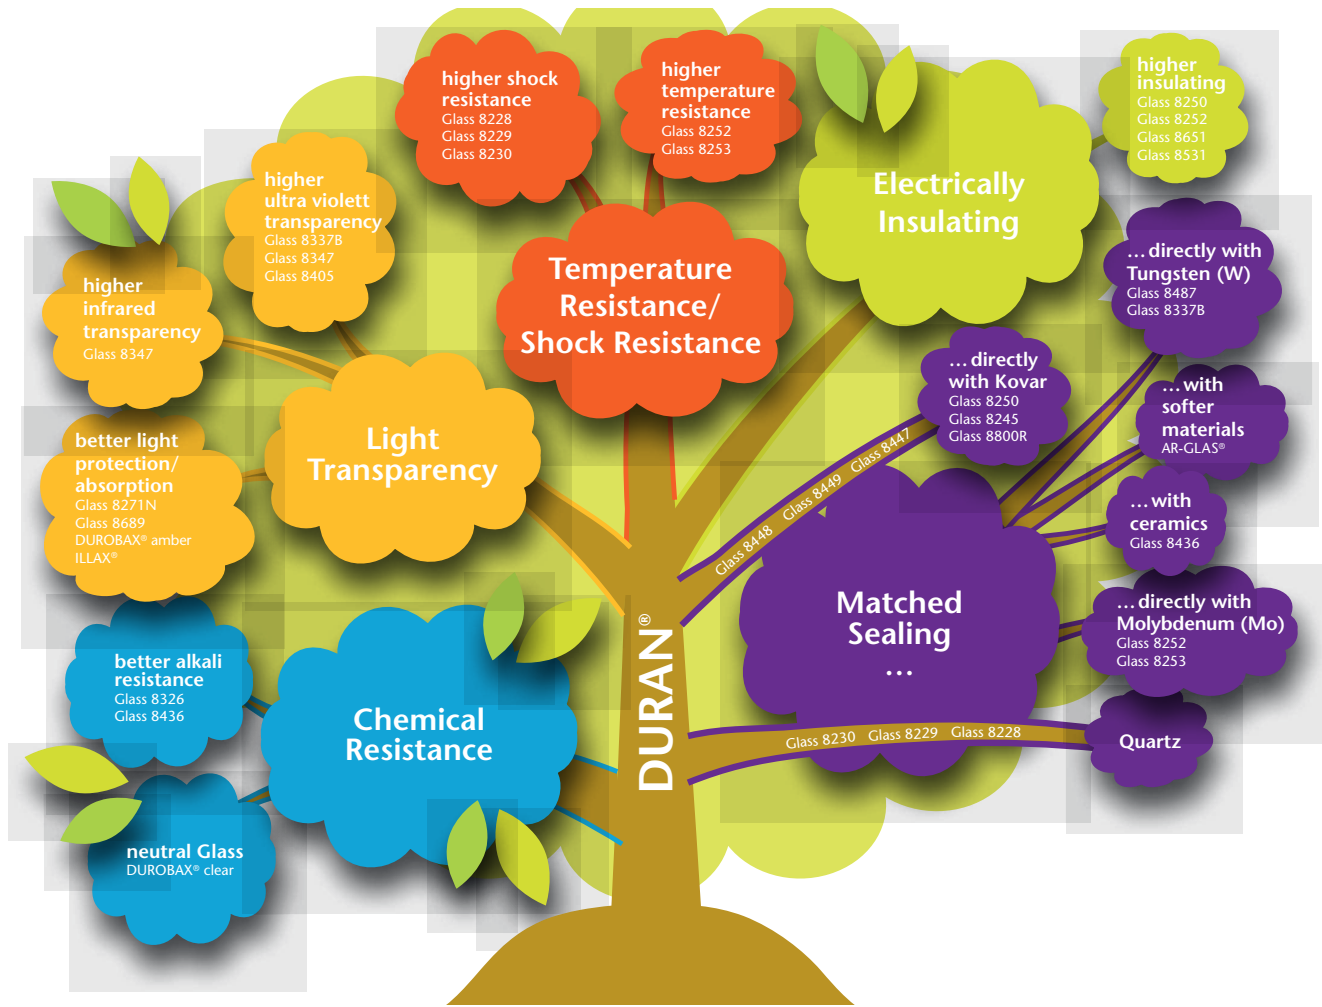 higher shock
resistance
Glass 8228
Glass 8229
Glass 8230
higher
temperature
resistance
Glass 8252
Glass 8253
Electrically
Insulating
higher
insulating
Glass 8250
Glass 8252
Glass 8651
Glass 8531
higher
ultra violett
transparency
Glass 8337B
Glass 8347
Glass 8405
higher
infrared
transparency
Glass 8347
Temperature
Resistance/
Shock Resistance
... directly with
Tungsten (W)
Glass 8487
Glass 8337B
... directly
with Kovar
Glass 8250
Glass 8245
Glass 8800R
... with
softer
materials
AR-GLAS®
better light
protection/
absorption
Glass 8271N
Glass 8689
DUROBAX® amber
ILLAX®
Light
Transparency
Glass 8448 Glass 8449 Glass 8447
... with
ceramics
Glass 8436
Matched
Sealing
...
... directly with
Molybdenum (Mo)
Glass 8252
Glass 8253
better alkali
resistance
Glass 8326
Glass 8436
Chemical
Resistance
DURAN®
Glass 8230 Glass 8229 Glass 8228
Quartz
neutral Glass
DUROBAX® clear